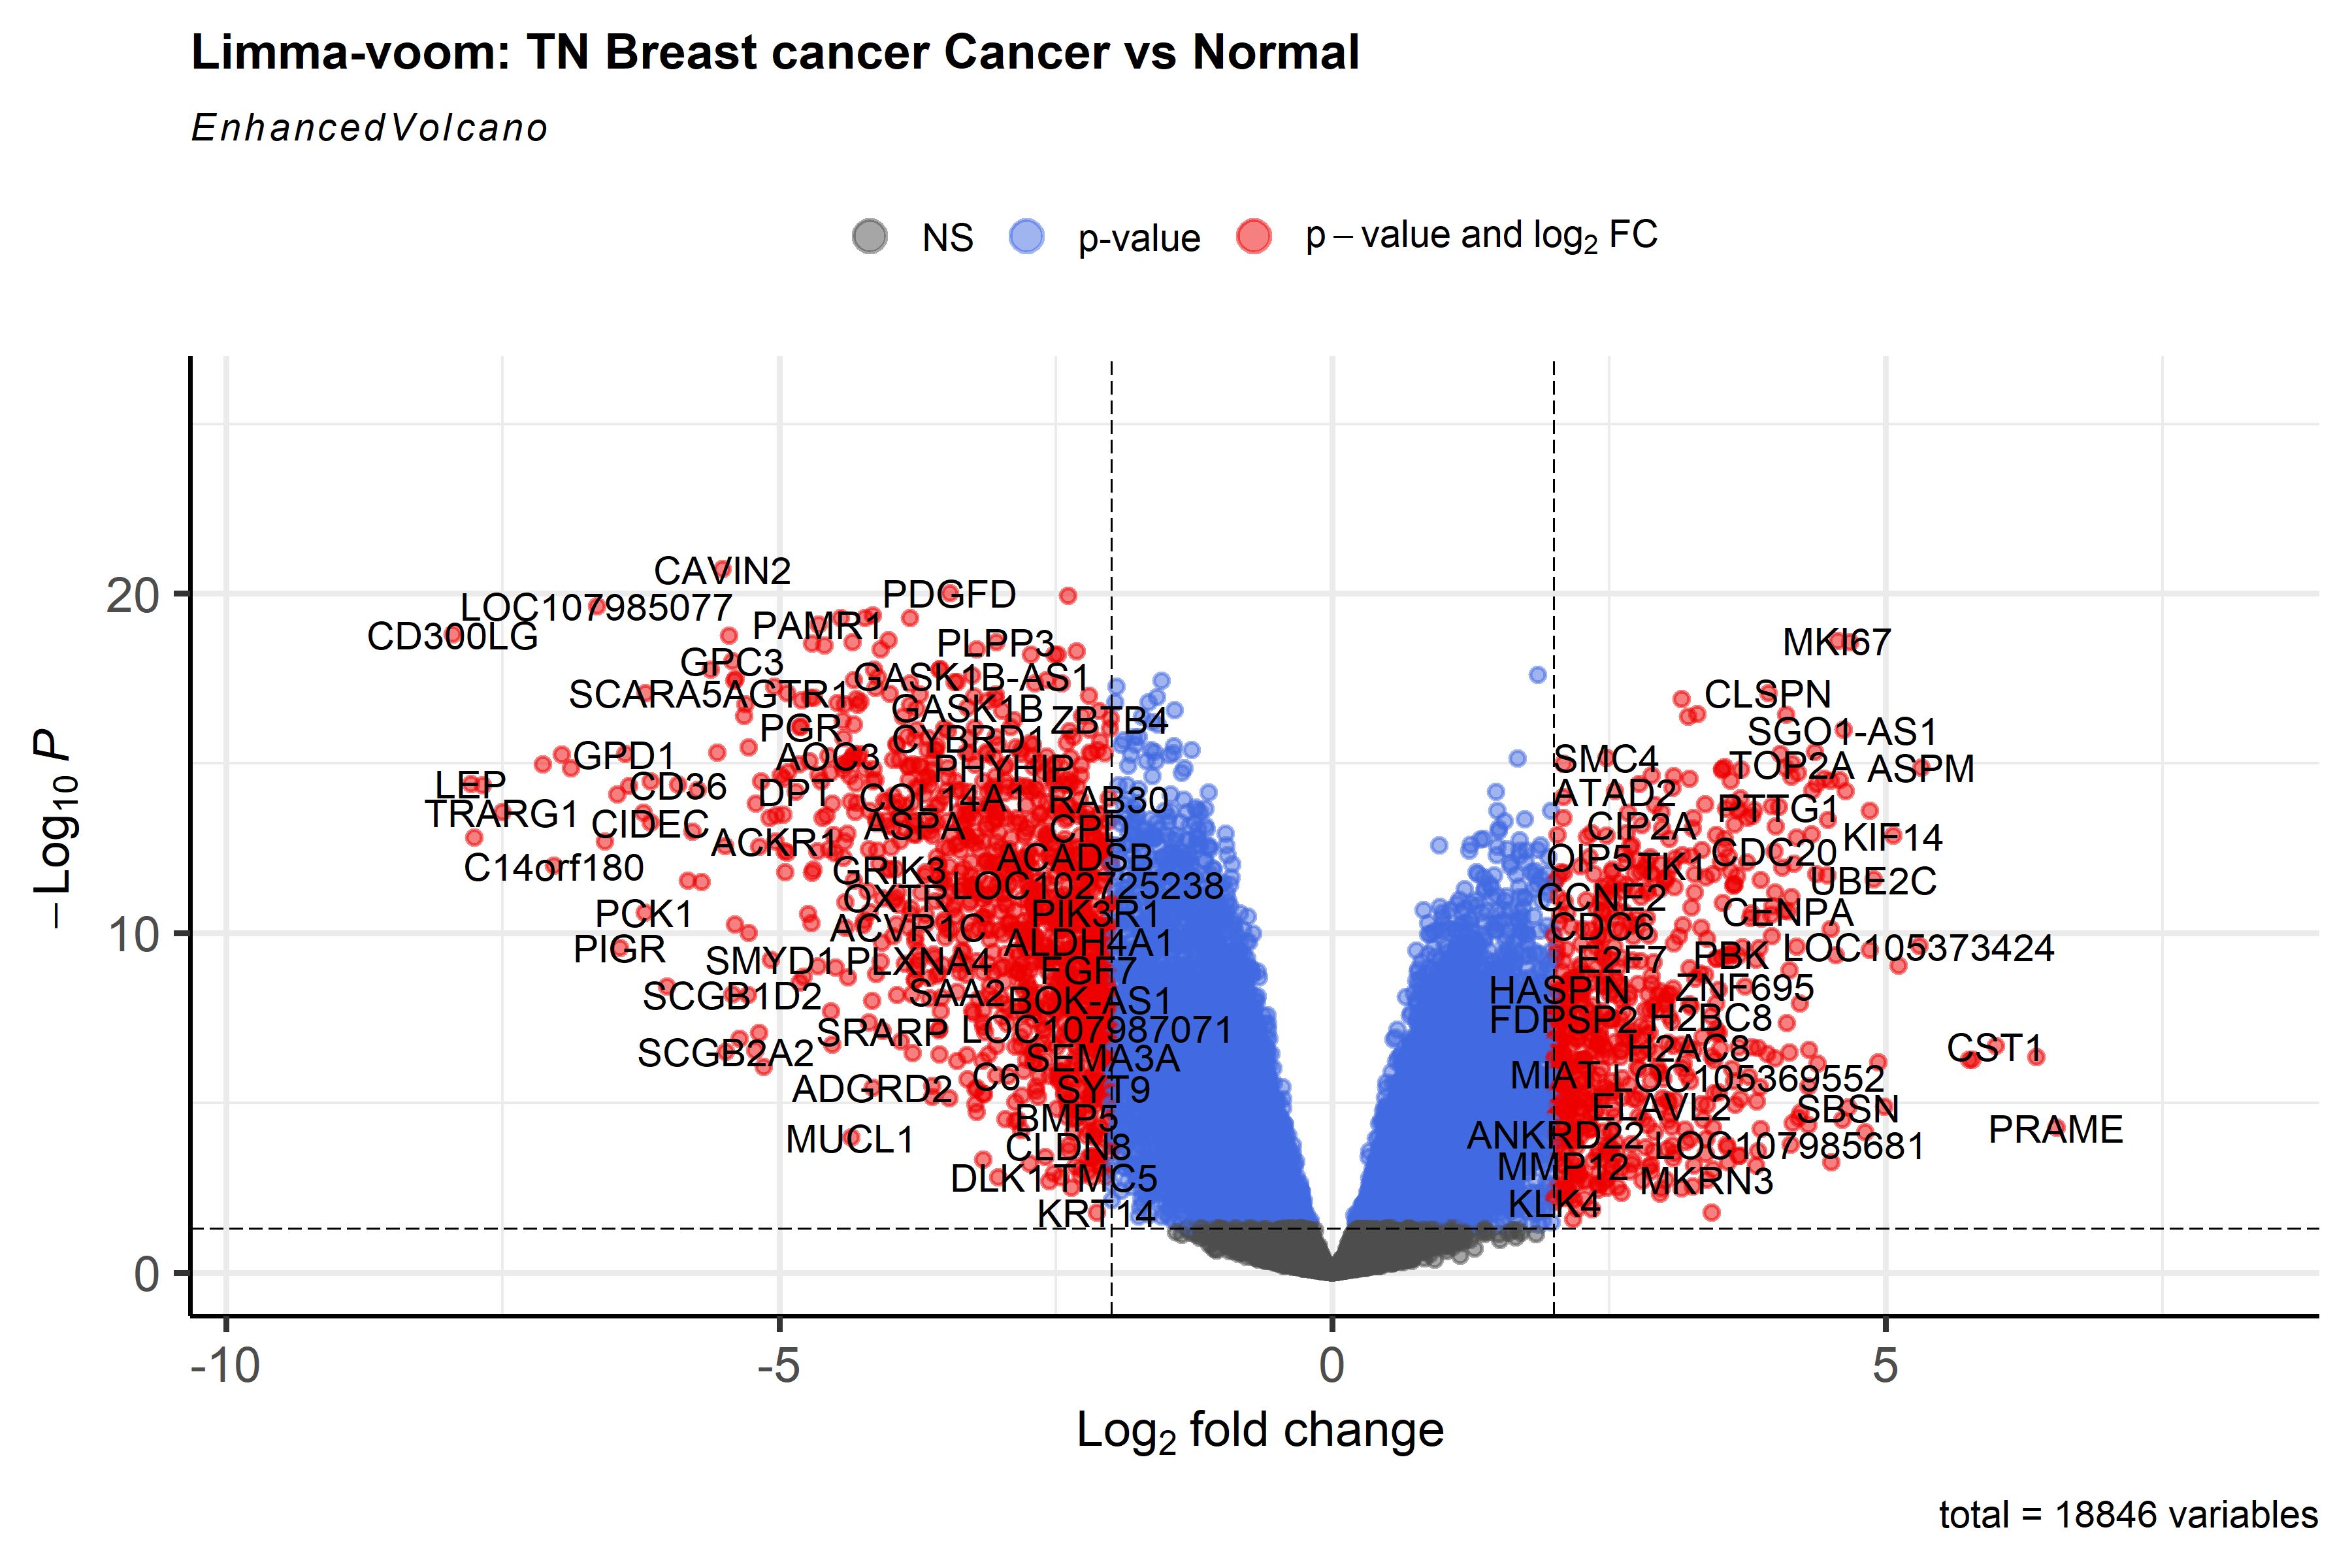 Limma-voom: TN Breast cancer Cancer vs Normal
EnhancedVolcano
NS p-value p − value and log2 FC
−Log10 P
20
10
0
CAVIN2
PDGFD
LOC107985077
PAMR1
CD300LG
PLPP3
MKI67
GPC3
GASK1B-AS1
SCARA5 AGTR1
CLSPN
GASK1B
ZBTB4
PGR
SGO1-AS1
CYBRD1
GPD1
AOC3
SMC4
PHYHIP
TOP2A
ASPM
LEP
CD36
DPT
COL14A1
RAB30
ATAD2
TRARG1
PTTG1
CIDEC
ASPA
CPD
CIP2A
ACKR1
KIF14
CDC20
C14orf180
GRIK3
ACADSB
OIP5
TK1
LOC102725238
UBE2C
OXTR
CCNE2
PCK1
PIK3R1
CENPA
ACVR1C
CDC6
PIGR
ALDH4A1
LOC105373424
SMYD1
PLXNA4
E2F7
PBK
FGF7
SCGB1D2
SAA2
HASPIN
ZNF695
BOK-AS1
FDPSP2
H2BC8
SRARP
LOC107987071
SCGB2A2
SEMA3A
H2AC8
CST1
C6
MIAT
LOC105369552
ADGRD2
SYT9
ELAVL2
SBSN
BMP5
PRAME
MUCL1
ANKRD22
CLDN8
LOC107985681
MMP12
DLK1
TMC5
MKRN3
KRT14
KLK4
-10 -5 0 5
Log2 fold change
total = 18846 variables